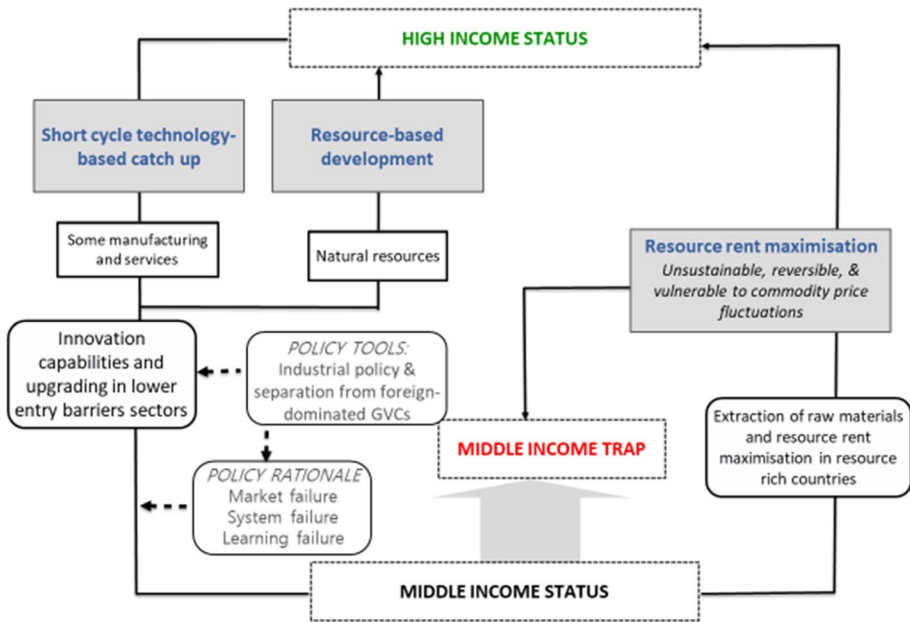 HIGH INCOME STATUS
Short cycle technology-
based catch up
Resource-based
development
Some manufacturing
and services
Natural resources
Resource rent maximisation
Unsustainable, reversible, &
vulnerable to commodity price
fluctuations
Innovation
capabilities and
upgrading in lower
entry barriers sectors
POLICY TOOLS:
Industrial policy &
separation from foreign-
dominated GVCs
MIDDLE INCOME TRAP
Extraction of raw materials
and resource rent
maximisation in resource
rich countries
POLICY RATIONALE
Market failure
System failure
Learning failure
MIDDLE INCOME STATUS